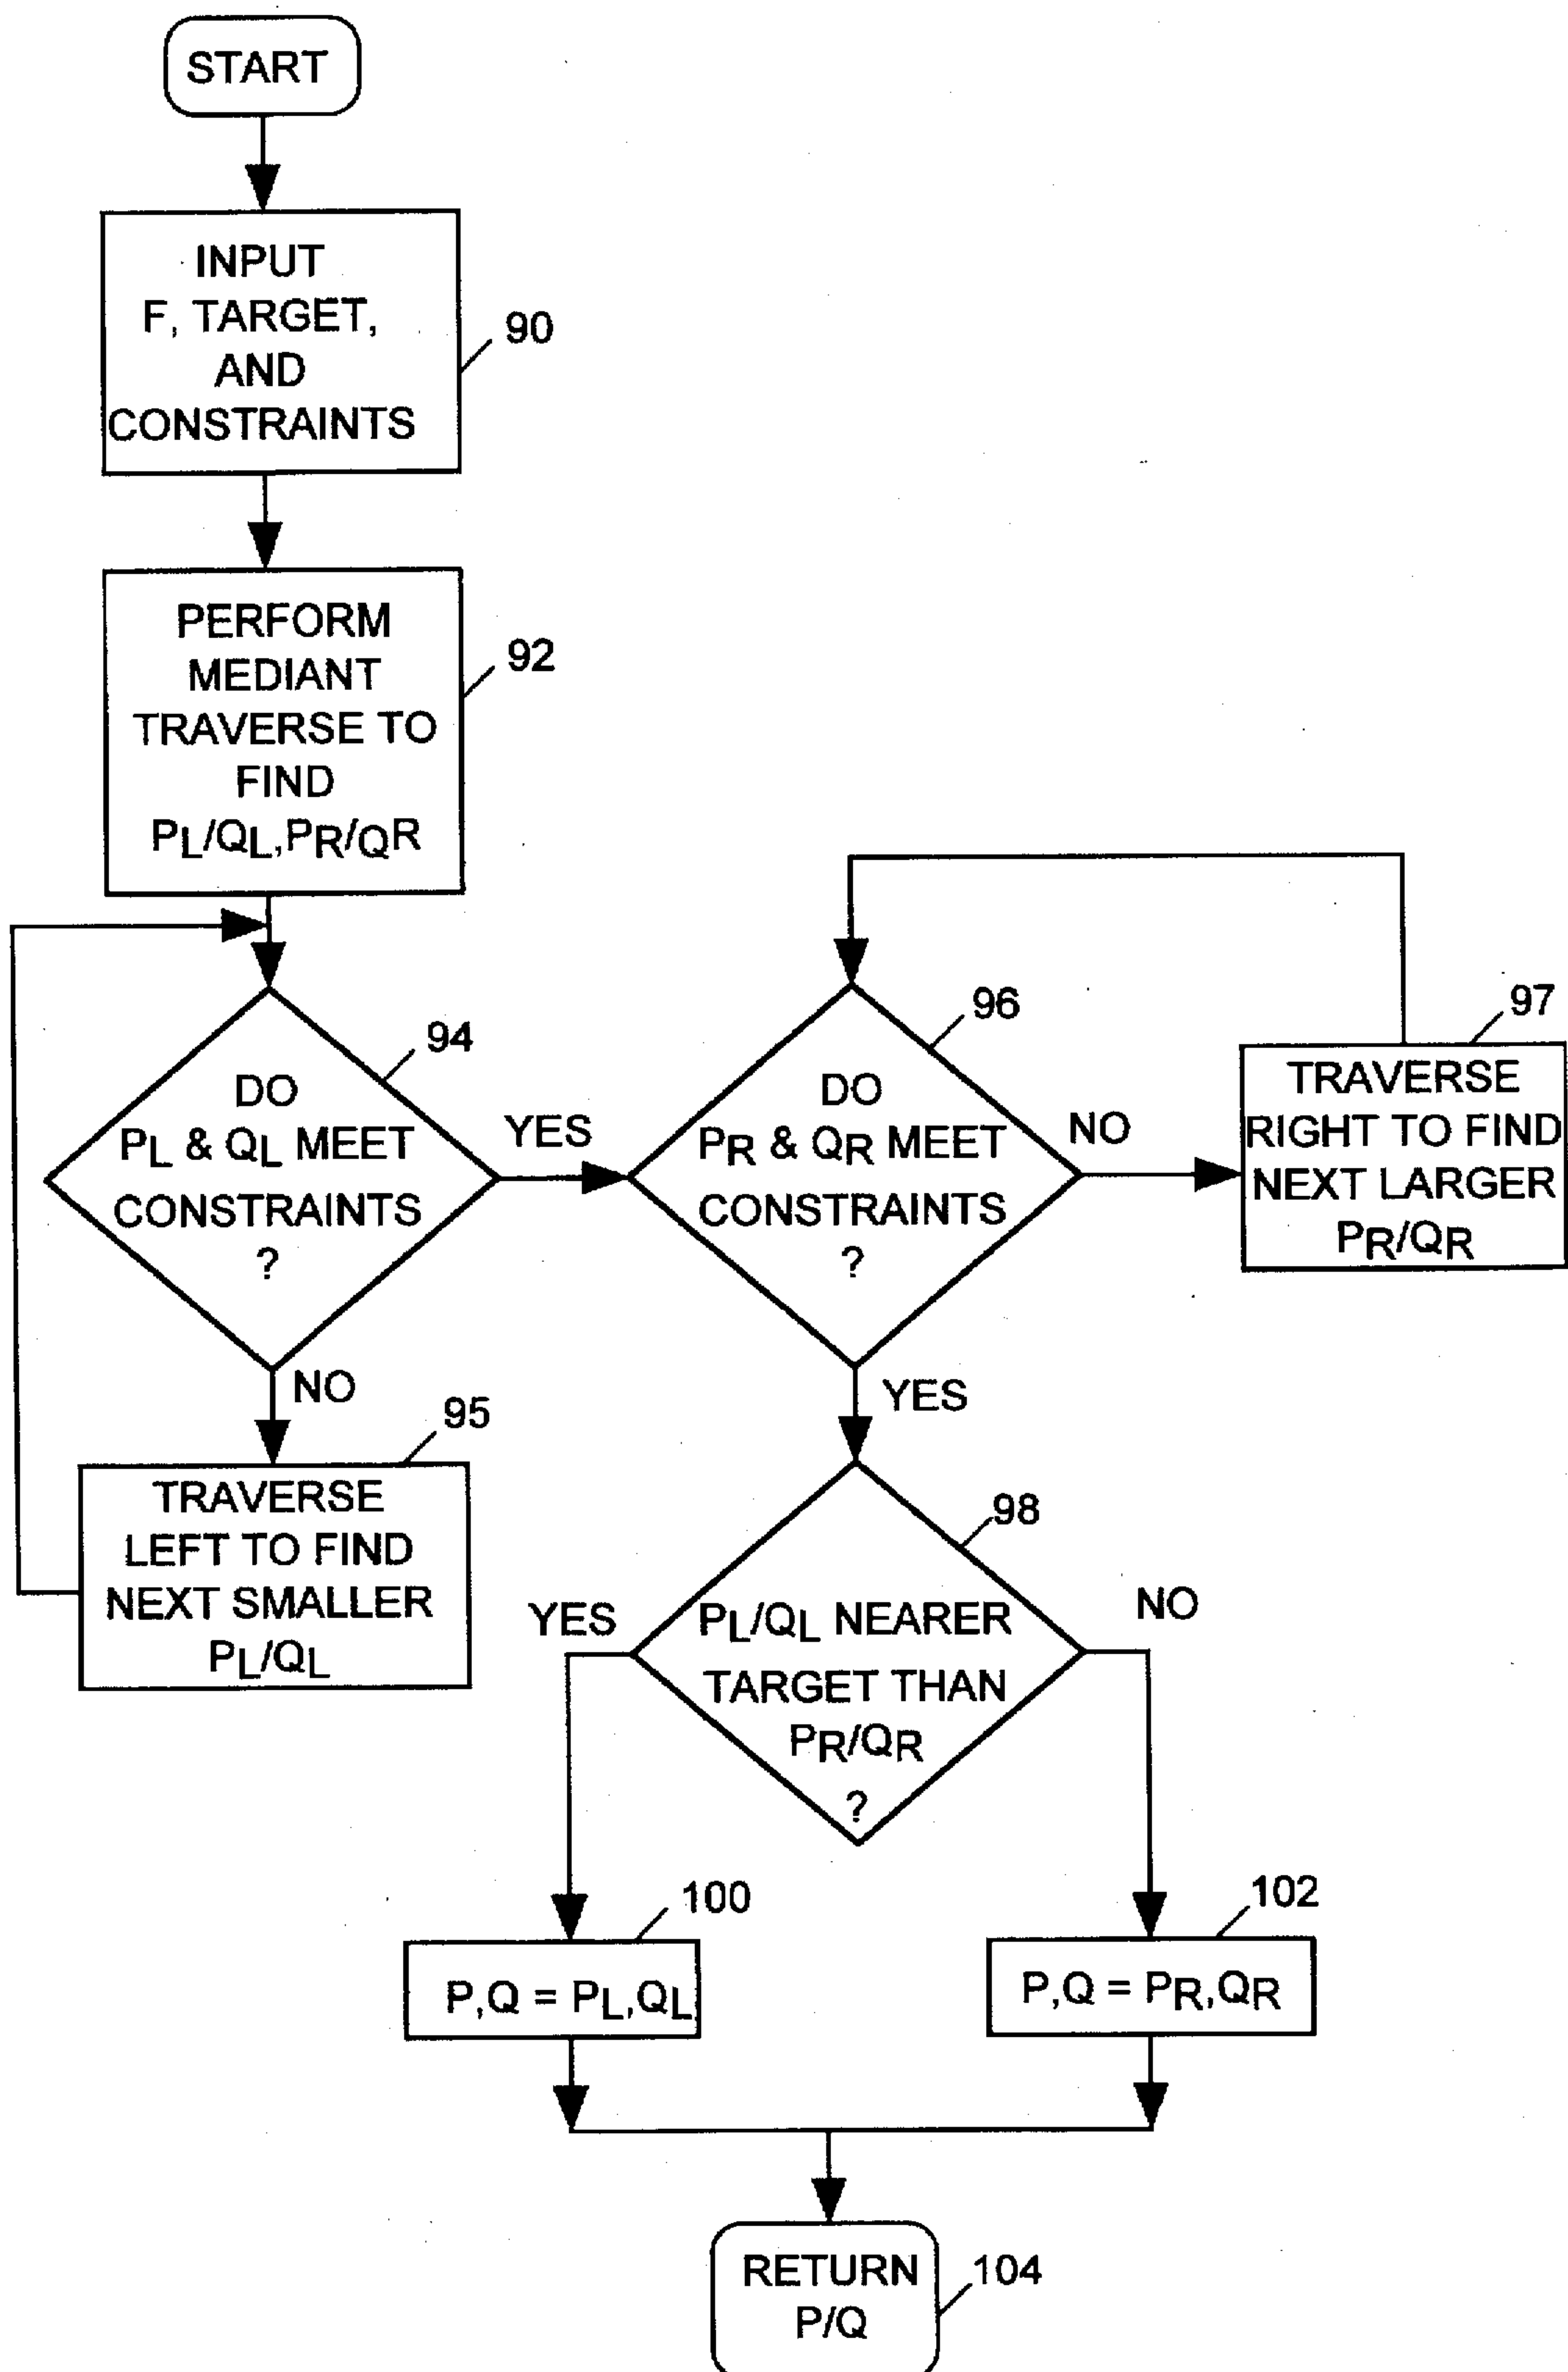 START
INPUT
F, TARGET,
AND
CONSTRAINTS
90
PERFORM
MEDIANT
TRAVERSE TO
FIND
PL/QL,PR/QR
92
DO
PL & QL MEET
CONSTRAINTS
?
94
YES
NO
TRAVERSE
LEFT TO FIND
NEXT SMALLER
PL/QL
95
DO
PR & QR MEET
CONSTRAINTS
?
96
NO
YES
TRAVERSE
RIGHT TO FIND
NEXT LARGER
PR/QR
97
PL/QL NEARER
TARGET THAN
PR/QR
?
98
YES
NO
P,Q = PL,QL
100
P,Q = PR,QR
102
RETURN
P/Q
104